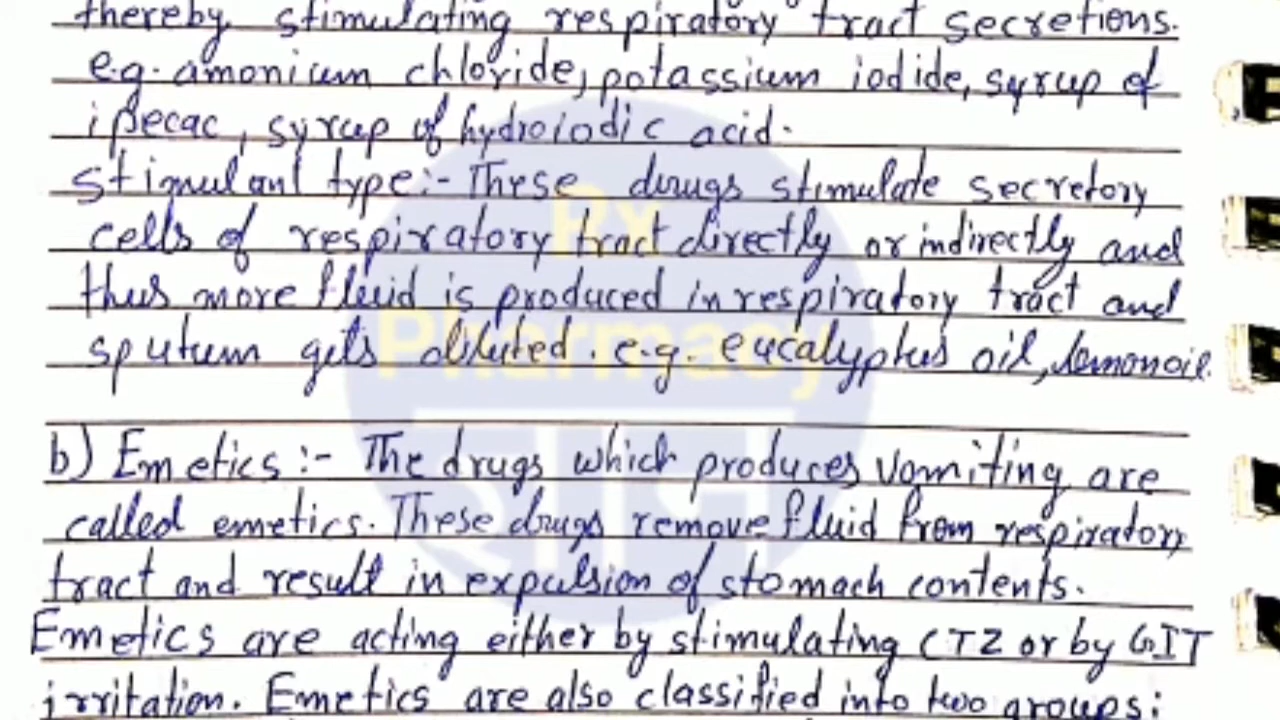 thereby stimulating respiratory tract secretions.
e.g. amonium chloride, potassium iodide, syrup of
ipecac, syrup of hydroiodic acid.
Stimulant type:- These drugs stimulate secretory
cells of respiratory tract directly or indirectly and
thus more fluid is produced in respiratory tract and
sputum gets diluted. e.g. eucalyptus oil, lemon oil.
Rx
Pharmacy
ज्ञान
b) Emetics :- The drugs which produces vomiting are
called emetics. These drugs remove fluid from respiratory
tract and result in expulsion of stomach contents.
Emetics are acting either by stimulating CTZ or by GIT
irritation. Emetics are also classified into two groups: